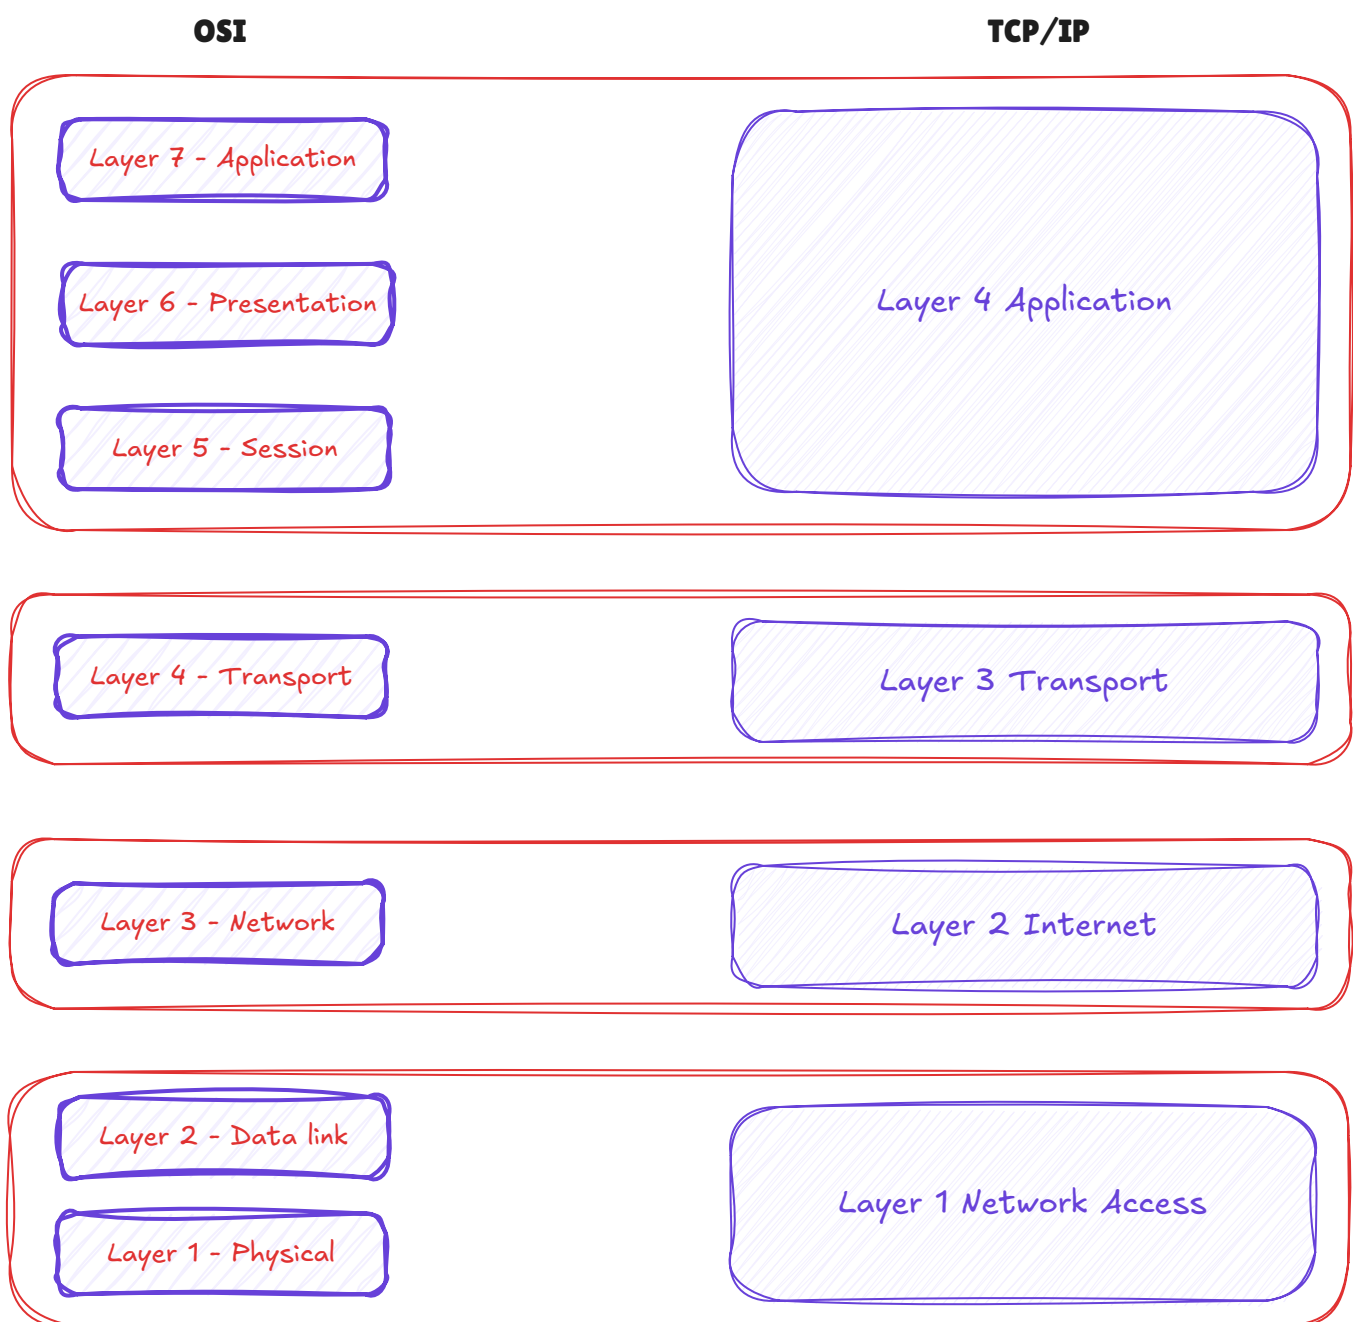 OSI
TCP/IP
Layer 7 - Application
Layer 6 - Presentation
Layer 5 - Session
Layer 4 Application
Layer 4 - Transport
Layer 3 Transport
Layer 3 - Network
Layer 2 Internet
Layer 2 - Data link
Layer 1 - Physical
Layer 1 Network Access